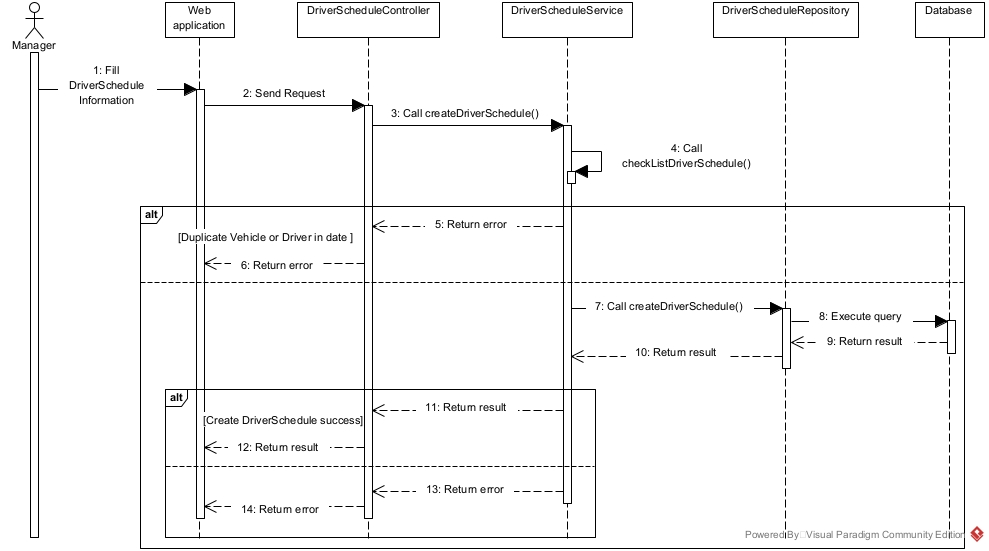 Web
application
DriverScheduleController
DriverScheduleService
DriverScheduleRepository
Database
Manager
1: Fill
DriverSchedule
Information
2: Send Request
3: Call createDriverSchedule()
4: Call
checkListDriverSchedule()
alt
5: Return error
[Duplicate Vehicle or Driver in date ]
6: Return error
7: Call createDriverSchedule()
8: Execute query
9: Return result
10: Return result
alt
11: Return result
[Create DriverSchedule success]
12: Return result
13: Return error
14: Return error
Powered By Visual Paradigm Community Edition